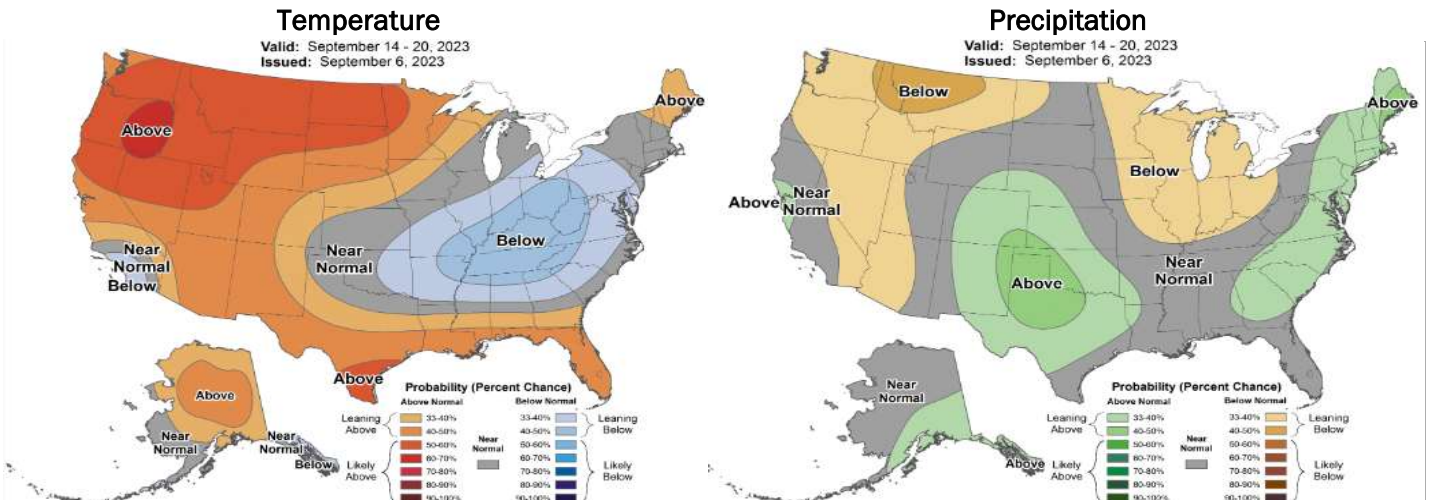 Temperature
Valid: September 14 - 20, 2023
Issued: September 6, 2023
Above
Above
Near
Normal
Below
Near
Normal
Below
Above
Above
Near
Normal
Near
Normal
Below
Probability (Percent Chance)
Above Normal
Below Normal
Leaning
Above
Likely
Above
33-40%
40-50%
50-60%
60-70%
70-80%
80-90%
90-100%
Near
Normal
33-40%
40-50%
50-60%
60-70%
70-80%
80-90%
90-100%
Leaning
Below
Likely
Below
Precipitation
Valid: September 14 - 20, 2023
Issued: September 6, 2023
Below
Above
Below
Above
Near
Normal
Above
Near
Normal
Near
Normal
Above
Probability (Percent Chance)
Above Normal
Below Normal
Leaning
Above
Likely
Above
33-40%
40-50%
50-60%
60-70%
70-80%
80-90%
90-100%
Near
Normal
33-40%
40-50%
50-60%
60-70%
70-80%
80-90%
90-100%
Leaning
Below
Likely
Below